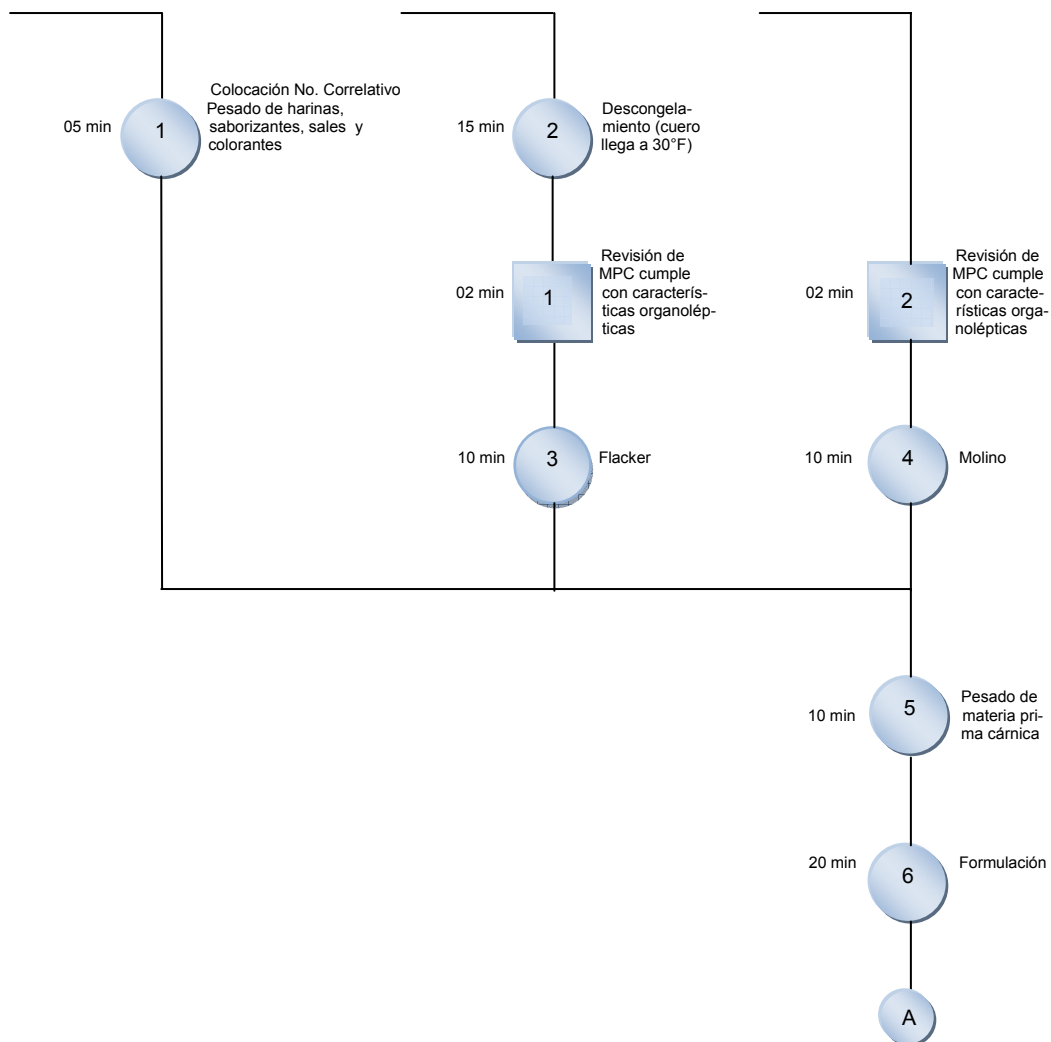 05 min
1
Colocación No. Correlativo
Pesado de harinas,
saborizantes, sales y
colorantes
15 min
2
Descongela-
miento (cuero
llega a 30°F)
02 min
1
Revisión de
MPC cumple
con caracterís-
ticas organolép-
ticas
02 min
2
Revisión de
MPC cumple
con caracte-
rísticas orga-
nolépticas
10 min
3
Flacker
10 min
4
Molino
10 min
5
Pesado de
materia pri-
ma cárnica
20 min
6
Formulación
A